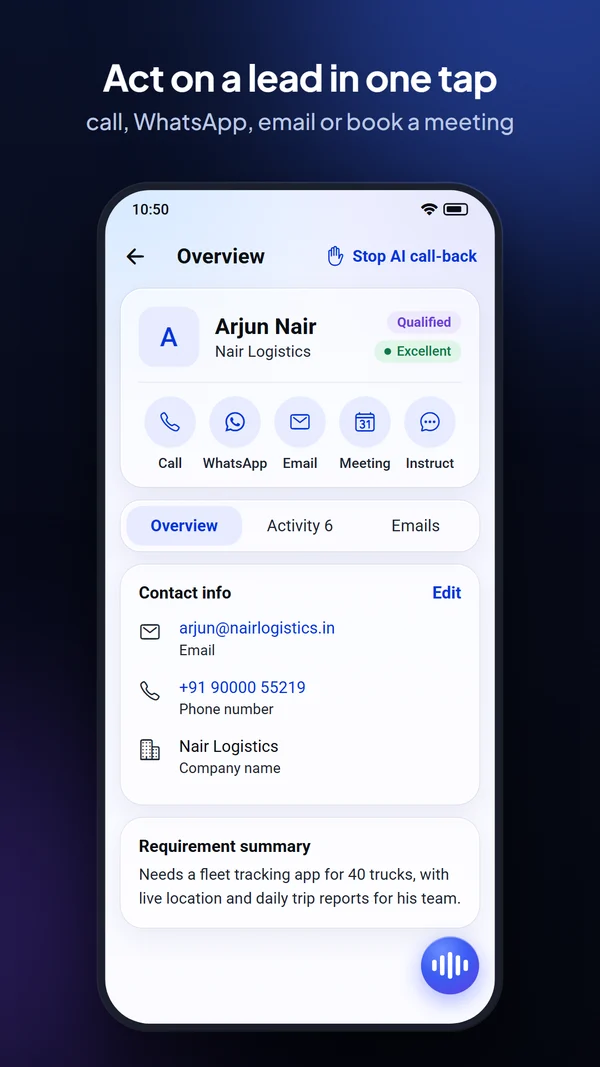 Act on a lead in one tap
call, WhatsApp, email or book a meeting
10:50
Overview
Stop AI call-back
A
Arjun Nair
Nair Logistics
Qualified
Excellent
31
Call
WhatsApp
Email
Meeting
Instruct
Overview
Activity 6
Emails
Contact info
Edit
arjun@nairlogistics.in
Email
+91 90000 55219
Phone number
Nair Logistics
Company name
Requirement summary
Needs a fleet tracking app for 40 trucks, with
live location and daily trip reports for his team.